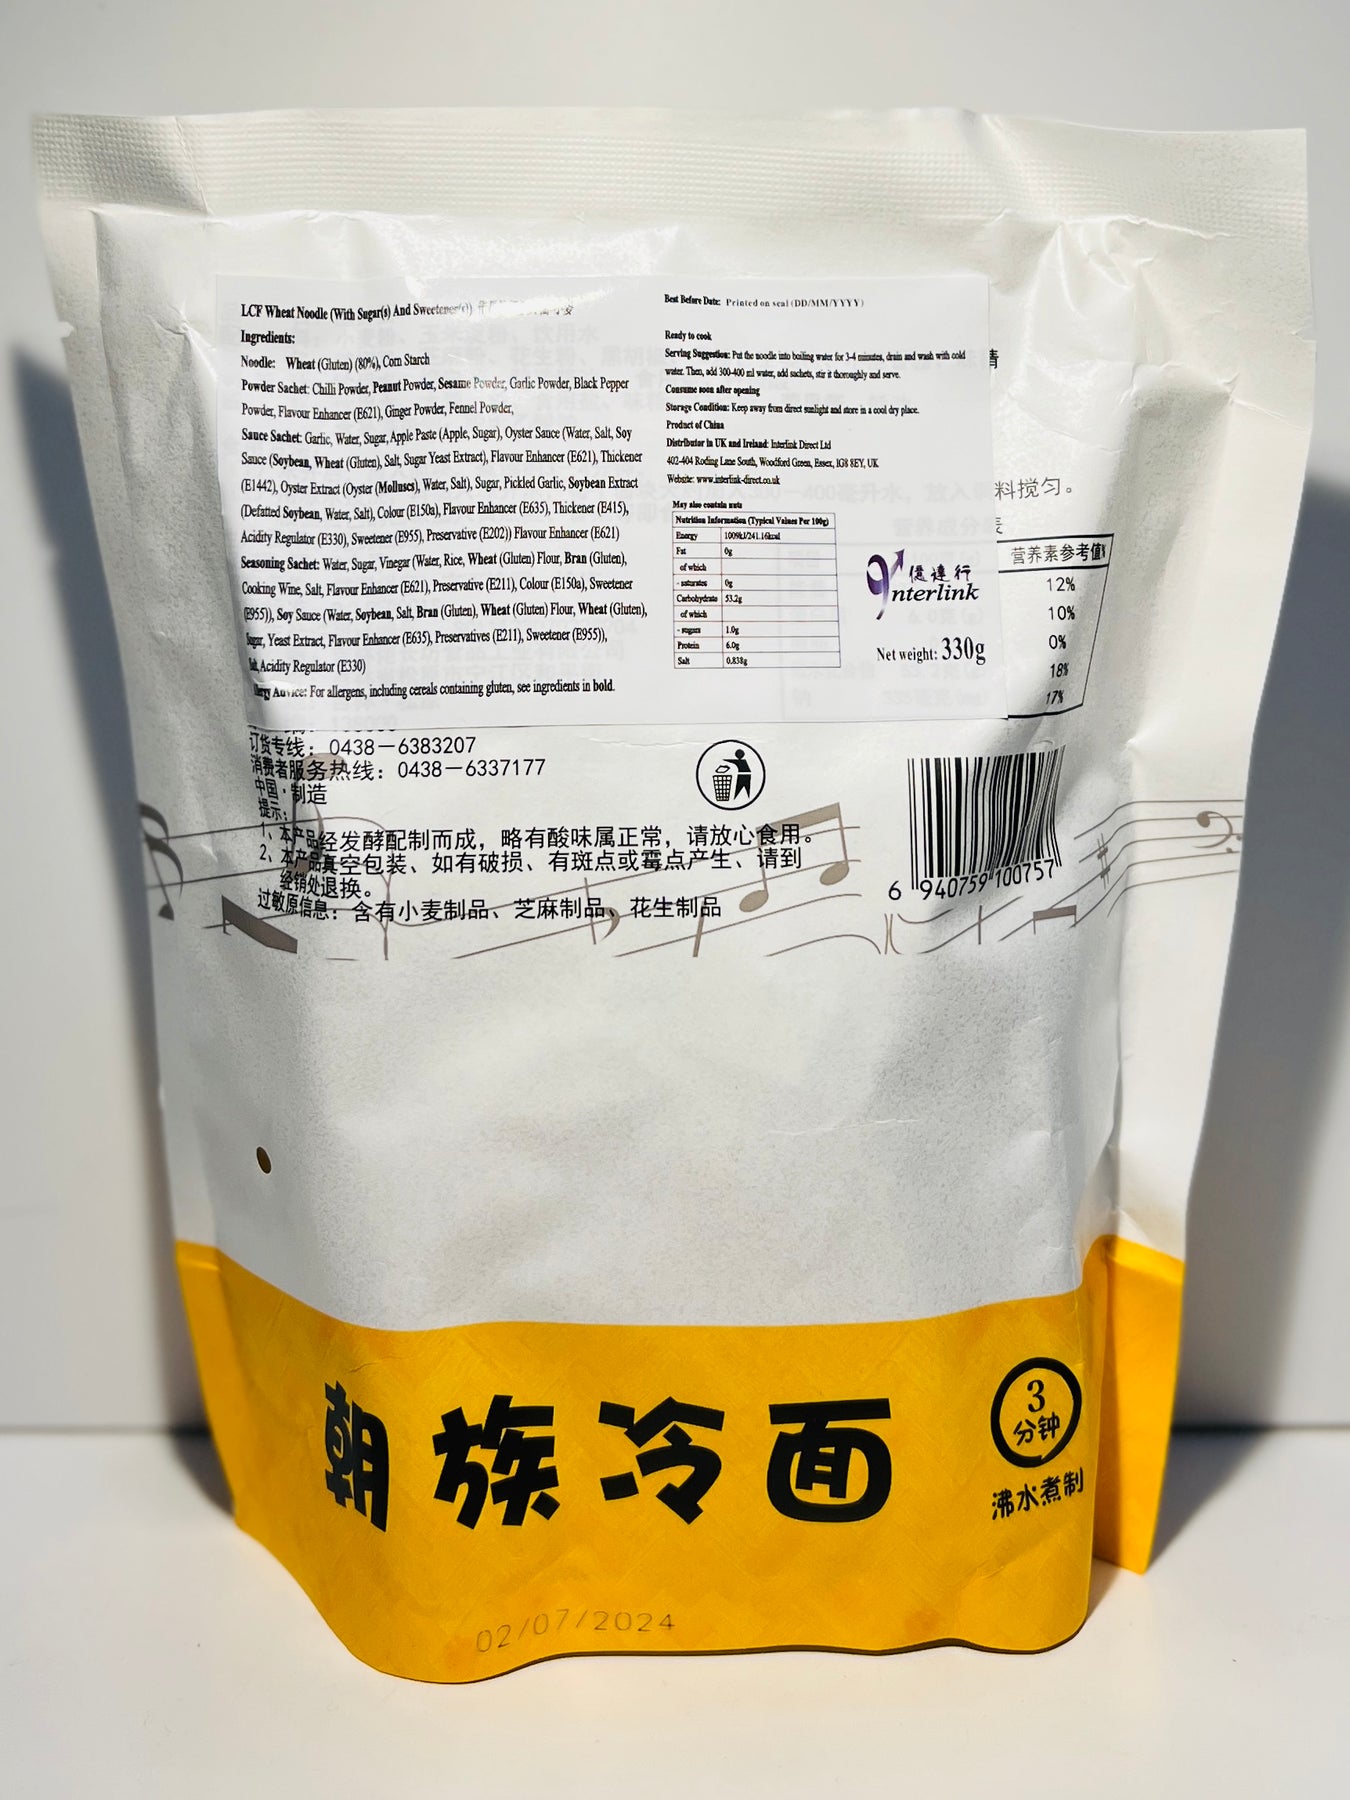 LCF Wheat Noodle (With Sugar(s) And Sweetener(s))
Ingredients:
Noodle: Wheat (Gluten) (80%), Corn Starch
Powder Sachet: Chilli Powder, Peanut Powder, Sesame Powder, Garlic Powder, Black Pepper
Powder, Flavour Enhancer (E621), Ginger Powder, Fennel Powder,
Sauce Sachet: Garlic, Water, Sugar, Apple Paste (Apple, Sugar), Oyster Sauce (Water, Salt, Soy
Sauce (Soybean, Wheat (Gluten), Salt, Sugar Yeast Extract), Flavour Enhancer (E621), Thickener
(E1442), Oyster Extract (Oyster (Molluscs), Water, Salt), Sugar, Pickled Garlic, Soybean Extract
(Defatted Soybean, Water, Salt), Colour (E150a), Flavour Enhancer (E635), Thickener (E415),
Acidity Regulator (E330), Sweetener (E955), Preservative (E202)) Flavour Enhancer (E621)
Seasoning Sachet: Water, Sugar, Vinegar (Water, Rice, Wheat (Gluten) Flour, Bran (Gluten),
Cooking Wine, Salt, Flavour Enhancer (E621), Preservative (E211), Colour (E150a), Sweetener
(E955)), Soy Sauce (Water, Soybean, Salt, Bran (Gluten), Wheat (Gluten) Flour, Wheat (Gluten),
Sugar, Yeast Extract, Flavour Enhancer (E635), Preservatives (E211), Sweetener (E955)),
Salt, Acidity Regulator (E330)
Allergy Advice: For allergens, including cereals containing gluten, see ingredients in bold.
Best Before Date: Printed on seal (DD/MM/YYYY)
Ready to cook
Serving Suggestion: Put the noodle into boiling water for 3-4 minutes, drain and wash with cold
water. Then, add 300-400 ml water, add sachets, stir it thoroughly and serve.
Consume soon after opening
Storage Condition: Keep away from direct sunlight and store in a cool dry place.
Product of China
Distributor in UK and Ireland: Interlink Direct Ltd
402-404 Roding Lane South, Woodford Green, Essex, IG8 8EY, UK
Website: www.interlink-direct.co.uk
May also contain nuts
Nutrition Information (Typical Values Per 100g)
Energy 1009kJ/241.16kcal
Fat 0g
of which
- saturates 0g
Carbohydrate 53.2g
of which
- sugars 1.0g
Protein 6.0g
Salt 0.838g
億達行
Interlink
Net weight: 330g
料搅匀。
营养素参考值%
12%
10%
0%
18%
17%
订货专线：0438－6383207
消费者服务热线：0438－6337177
中国·制造
提示：
1、本产品经发酵配制而成，略有酸味属正常，请放心食用。
2、本产品真空包装、如有破损、有斑点或霉点产生、请到
经销处退换。
过敏原信息：含有小麦制品、芝麻制品、花生制品
6 940759 100757
朝族冷面
3
分钟
沸水煮制
02/07/2024